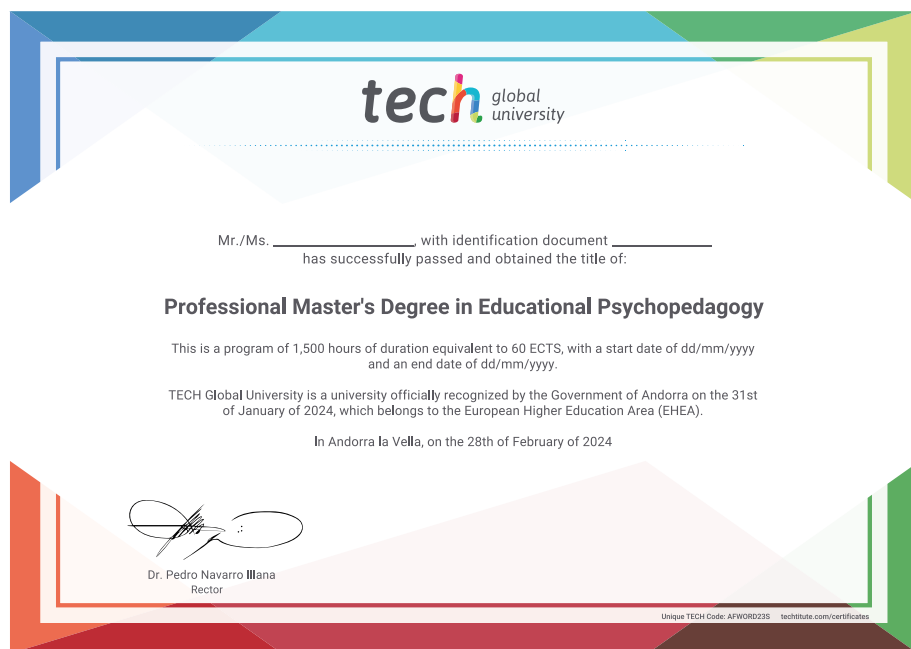 tech global
university
Mr./Ms. ____________, with identification document ____________
has successfully passed and obtained the title of:
Professional Master's Degree in Educational Psychopedagogy
This is a program of 1,500 hours of duration equivalent to 60 ECTS, with a start date of dd/mm/yyyy
and an end date of dd/mm/yyyy.
TECH Global University is a university officially recognized by the Government of Andorra on the 31st
of January of 2024, which belongs to the European Higher Education Area (EHEA).
In Andorra la Vella, on the 28th of February of 2024
Dr. Pedro Navarro Illana
Rector
Unique TECH Code: AFWORD23S techtitute.com/certificates